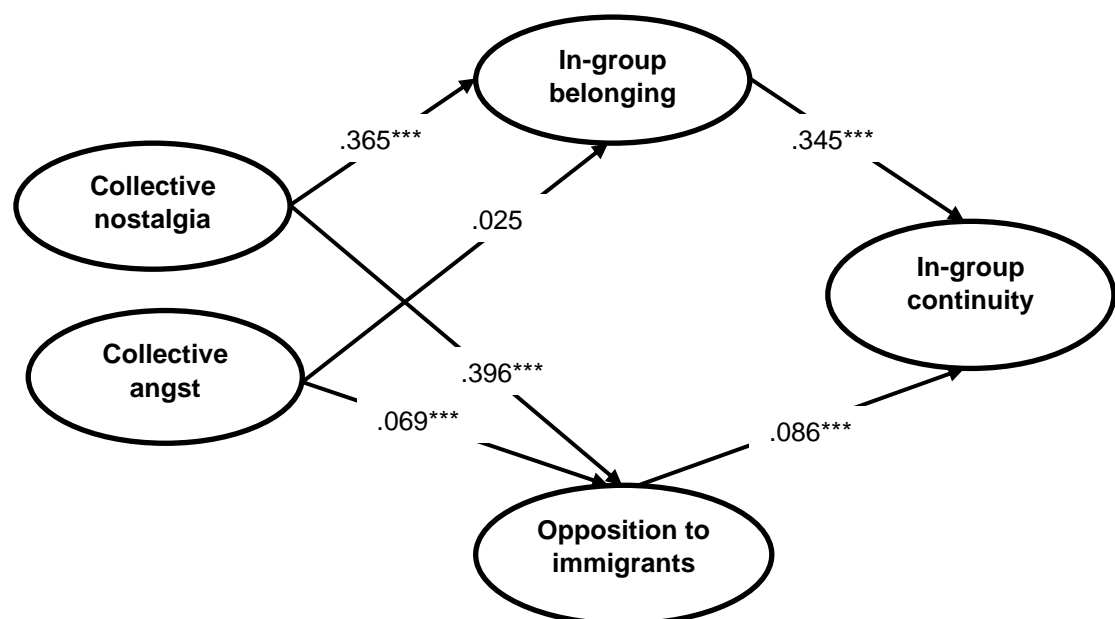 In-group
belonging
.365***
.345***
Collective
nostalgia
.025
In-group
continuity
Collective
angst
.396***
.069***
.086***
Opposition to
immigrants